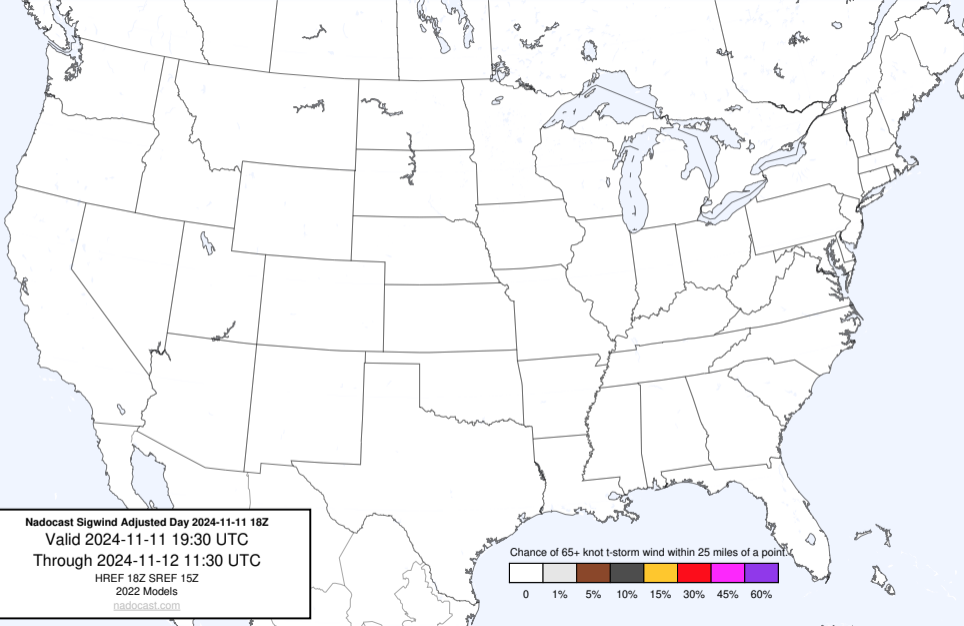 Nadocast Sigwind Adjusted Day 2024-11-11 18Z
Valid 2024-11-11 19:30 UTC
Through 2024-11-12 11:30 UTC
HREF 18Z SREF 15Z
2022 Models
nadocast.com
Chance of 65+ knot t-storm wind within 25 miles of a point.
0 1% 5% 10% 15% 30% 45% 60%